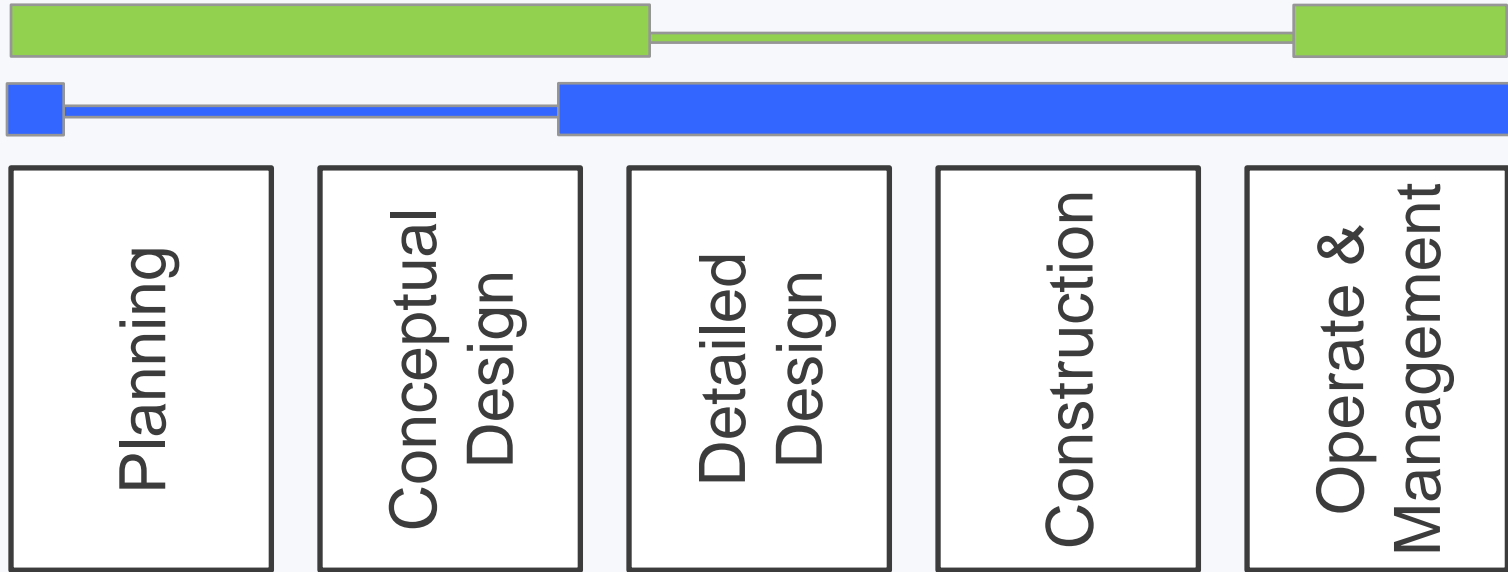 Planning
Conceptual
Design
Detailed
Design
Construction
Operate &
Management